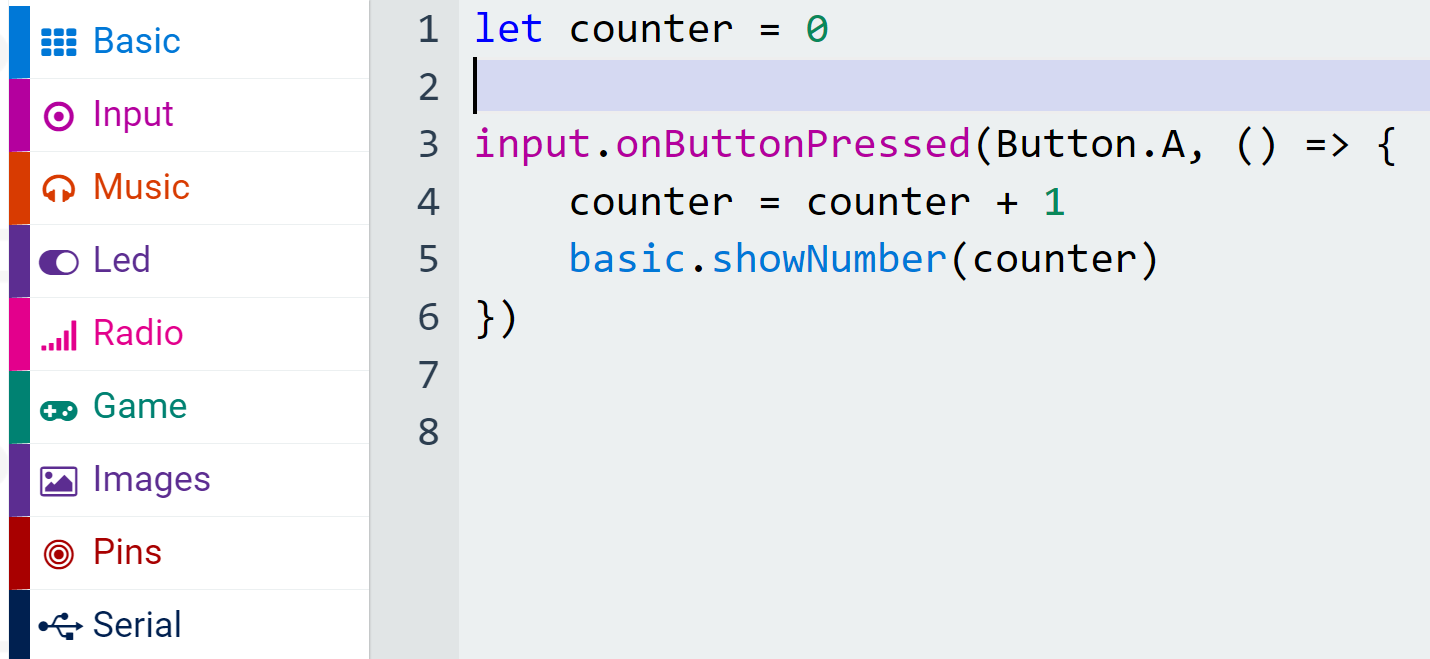 Basic
Input
Music
Led
Radio
Game
Images
Pins
Serial
1 let counter = 0
2
3 input.onButtonPressed(Button.A, () => {
4     counter = counter + 1
5     basic.showNumber(counter)
6 })
7
8